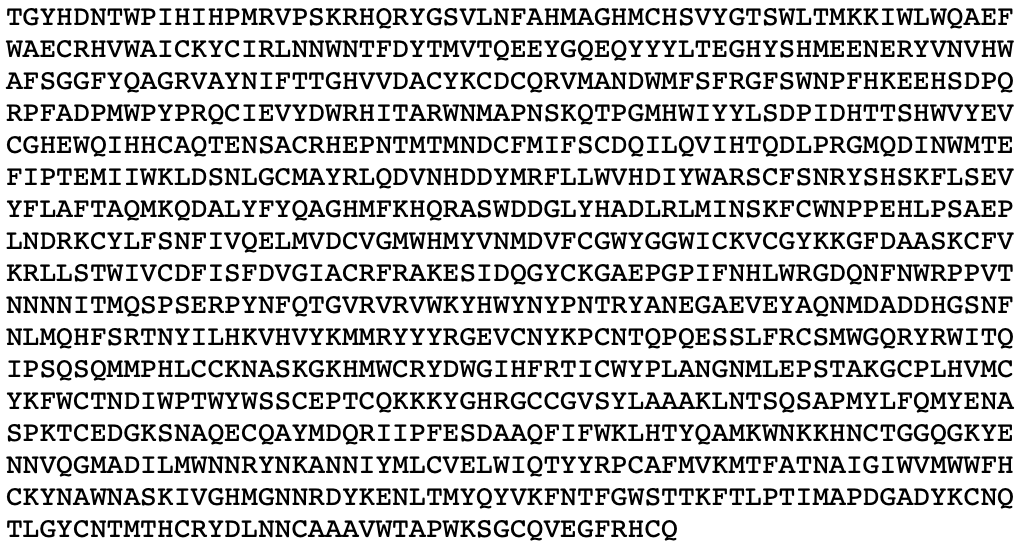 TGYHDNTWPIHIHPMRVPSKRHQRYGSVLNFAHMAGHMCHSVYGTSWLTMKKIWLWQAEF
WAECRHVWAICKYCIRLNNWNTFDYTMVTQEEYGQEQYYYLTEGHYSHMEENERYVNVHW
AFSGGFYQAGRVAYNIFTTGHVVDACYKCDCQRVMANDWMFSFRGFSWNPFHKEEHSDPQ
RPFADPMWPYPRQCIEVYDWRHITARWNMAPNSKQTPGMHWIYYLSDPIDHTTSHWVYEV
CGHEWQIHHCAQTENSACRHEPNTMTMNDCFMIFSCDQILQVIHTQDLPRGMQDINWMTE
FIPTEMIIWKLDSNLGCMAYRLQDVNHDDYMRFLLWVHDIYWARSCFSNRYSHSKFLSEV
YFLAFTAQMKQDALYFYQAGHMFKHQRASWDDGLYHADLRLMINSKFCWNPPEHLPSAEP
LNDRKCYLFSNFIVQELMVDCVGMWHMYVNMDVFCGWYGGWICKVCGYKKGFDAASKCFV
KRLLSTWIVCDFISFDVGIACRFRAKESIDQGYCKGAEPGPIFNHLWRGDQNFNWRPPVT
NNNNITMQSPSERPYNFQTGVRVRVWKYHWYNYPNTRYANEGAEVEYAQNMDADDHGSNF
NLMQHFSRTNYILHKVHVYKMMRYYYRGEVCNYKPCNTQPQESSLFRCSMWGQRYRWITQ
IPSQSQMMPHLCCKNASKGKHMWCRYDWGIHFRTICWYPLANGNMLEPSTAKGCPLHVMC
YKFWCTNDIWPTWYWSSCEPTCQKKKYGHRGCCGVSYLAAAKLNTSQSAPMYLFQMYENA
SPKTCEDGKSNAQECQAYMDQRIIPFESDAAQFIFWKLHTYQAMKWNKKHNCTGGQGKYE
NNVQGMADILMWNNRYNKANNIYMLCVELWIQTYYRPCAFMVKMTFATNAIGIWVMWWFH
CKYNAWNASKIVGHMGNNRDYKENLTMYQYVKFNTFGWSTTKFTLPTIMAPDGADYKCNQ
TLGYCNTMTHCRYDLNNCAAAVWTAPWKSGCQVEGFRHCQ